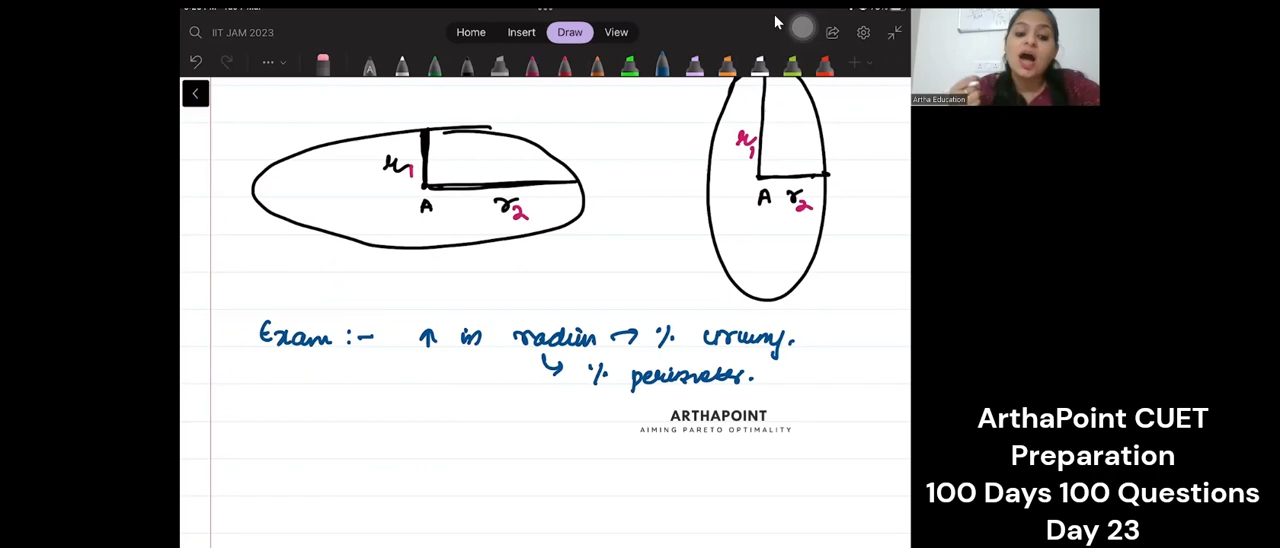 IIT JAM 2023
Home Insert Draw View
Artha Education
r1
A
r2
r1
A r2
Exam :- ↑ in radius → % circumf.
↳ % perimeter.
ARTHAPOINT
AIMING PARETO OPTIMALITY
ArthaPoint CUET
Preparation
100 Days 100 Questions
Day 23